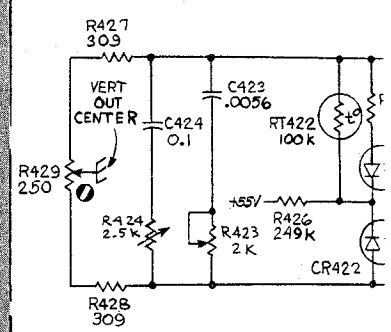 R427
309
VERT
OUT
CENTER
C424
0.1
C423
.0056
RT422
100K
t°
R429
250
R424
2.5K
R423
2K
+55V
R426
249K
CR422
R428
309